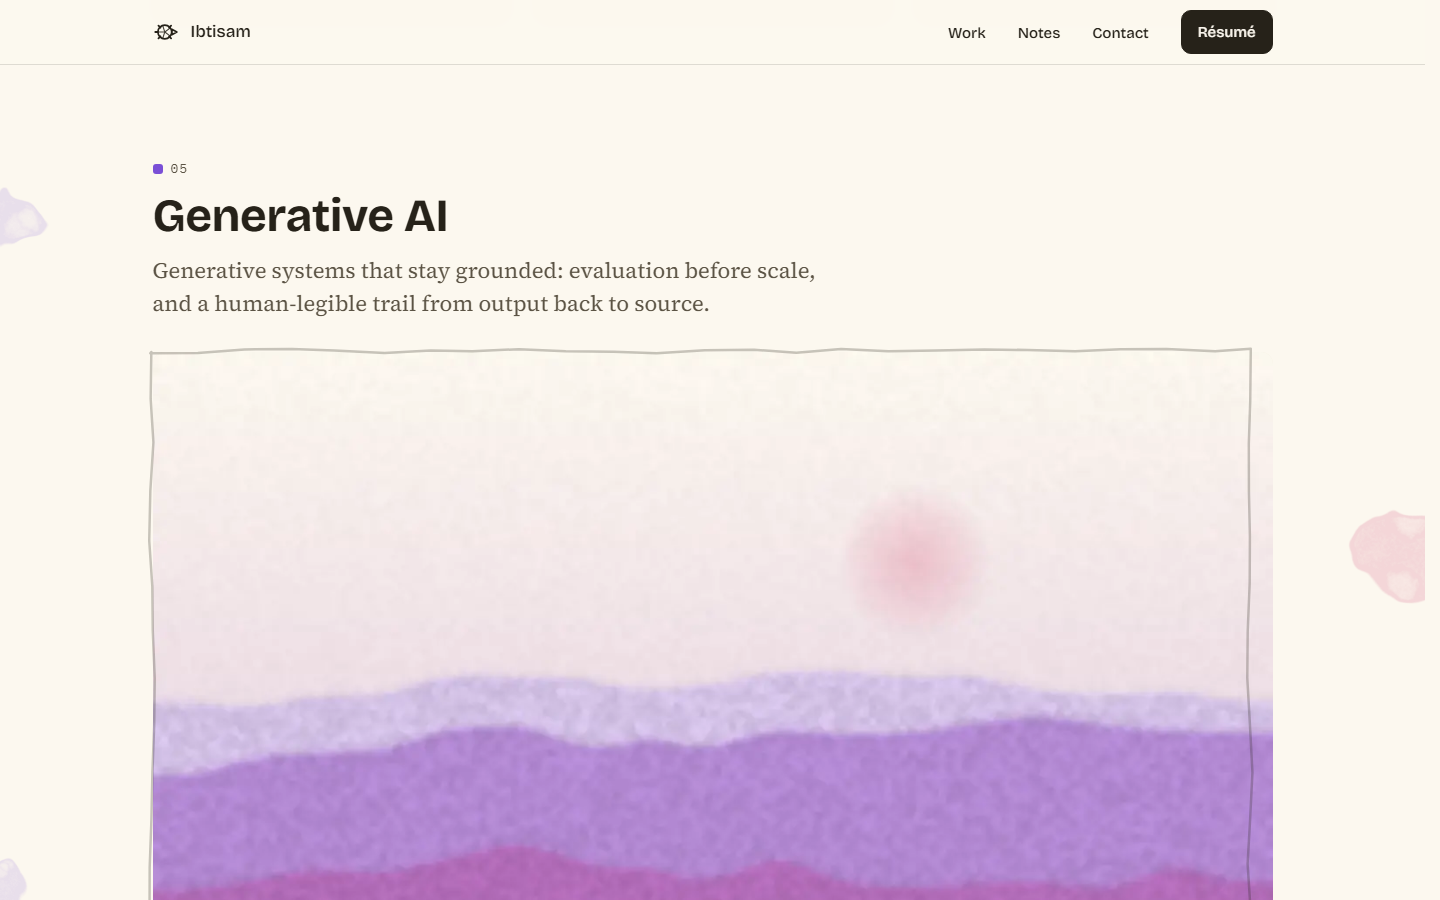 Ibtisam
Work
Notes
Contact
Résumé
05
Generative AI
Generative systems that stay grounded: evaluation before scale,
and a human-legible trail from output back to source.